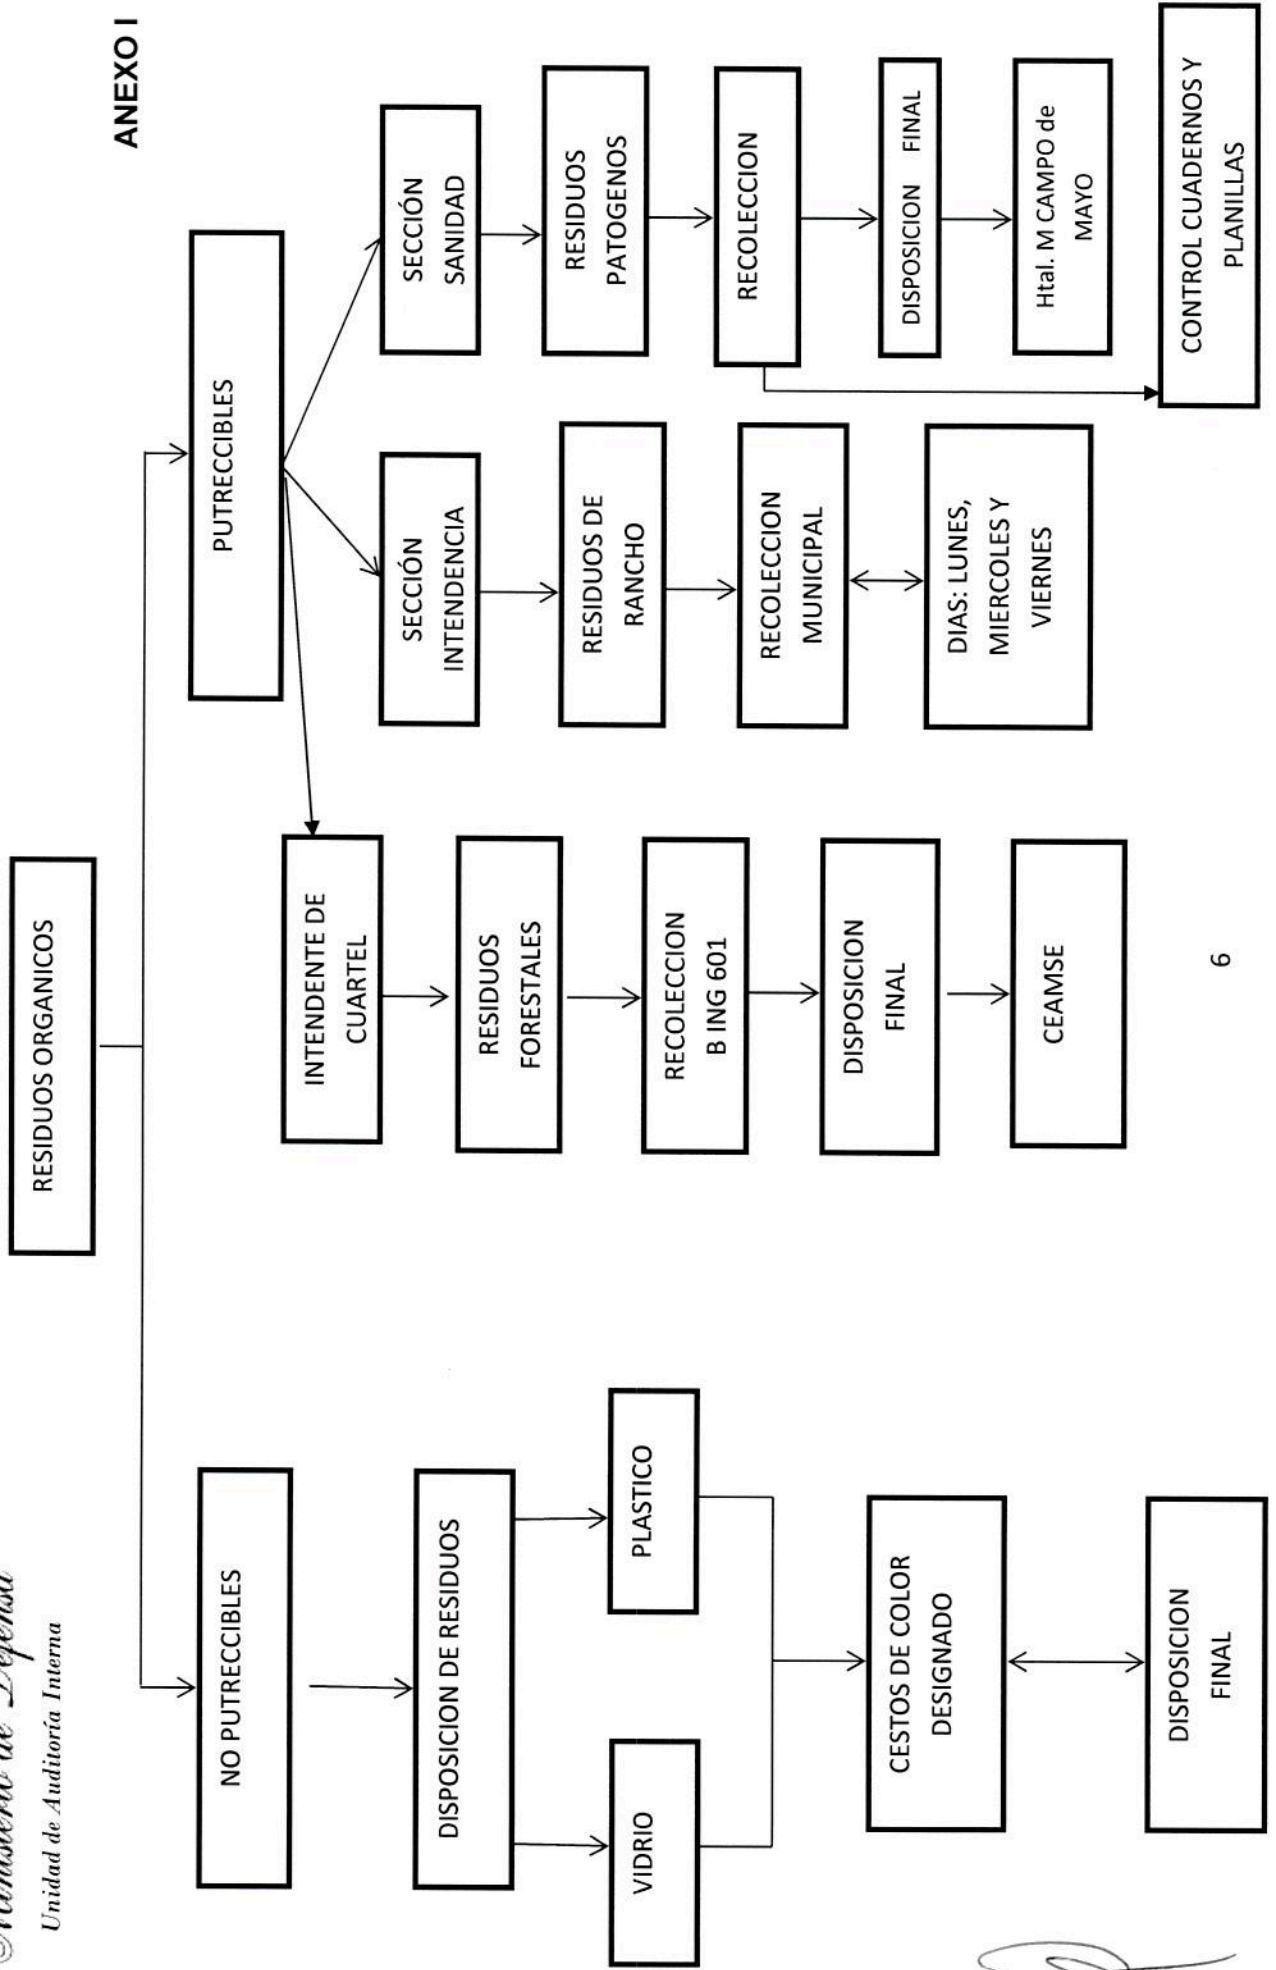 Ministerio de Defensa
Unidad de Auditoría Interna
ANEXO I
RESIDUOS ORGANICOS
NO PUTRECCIBLES
PUTRECCIBLES
DISPOSICION DE RESIDUOS
VIDRIO
PLASTICO
CESTOS DE COLOR
DESIGNADO
DISPOSICION
FINAL
INTENDENTE DE
CUARTEL
RESIDUOS
FORESTALES
RECOLECCION
B ING 601
DISPOSICION
FINAL
CEAMSE
SECCIÓN
INTENDENCIA
RESIDUOS DE
RANCHO
RECOLECCION
MUNICIPAL
DIAS: LUNES,
MIERCOLES Y
VIERNES
SECCIÓN
SANIDAD
RESIDUOS
PATOGENOS
RECOLECCION
DISPOSICION FINAL
Htal. M CAMPO de
MAYO
CONTROL CUADERNOS Y
PLANILLAS
6